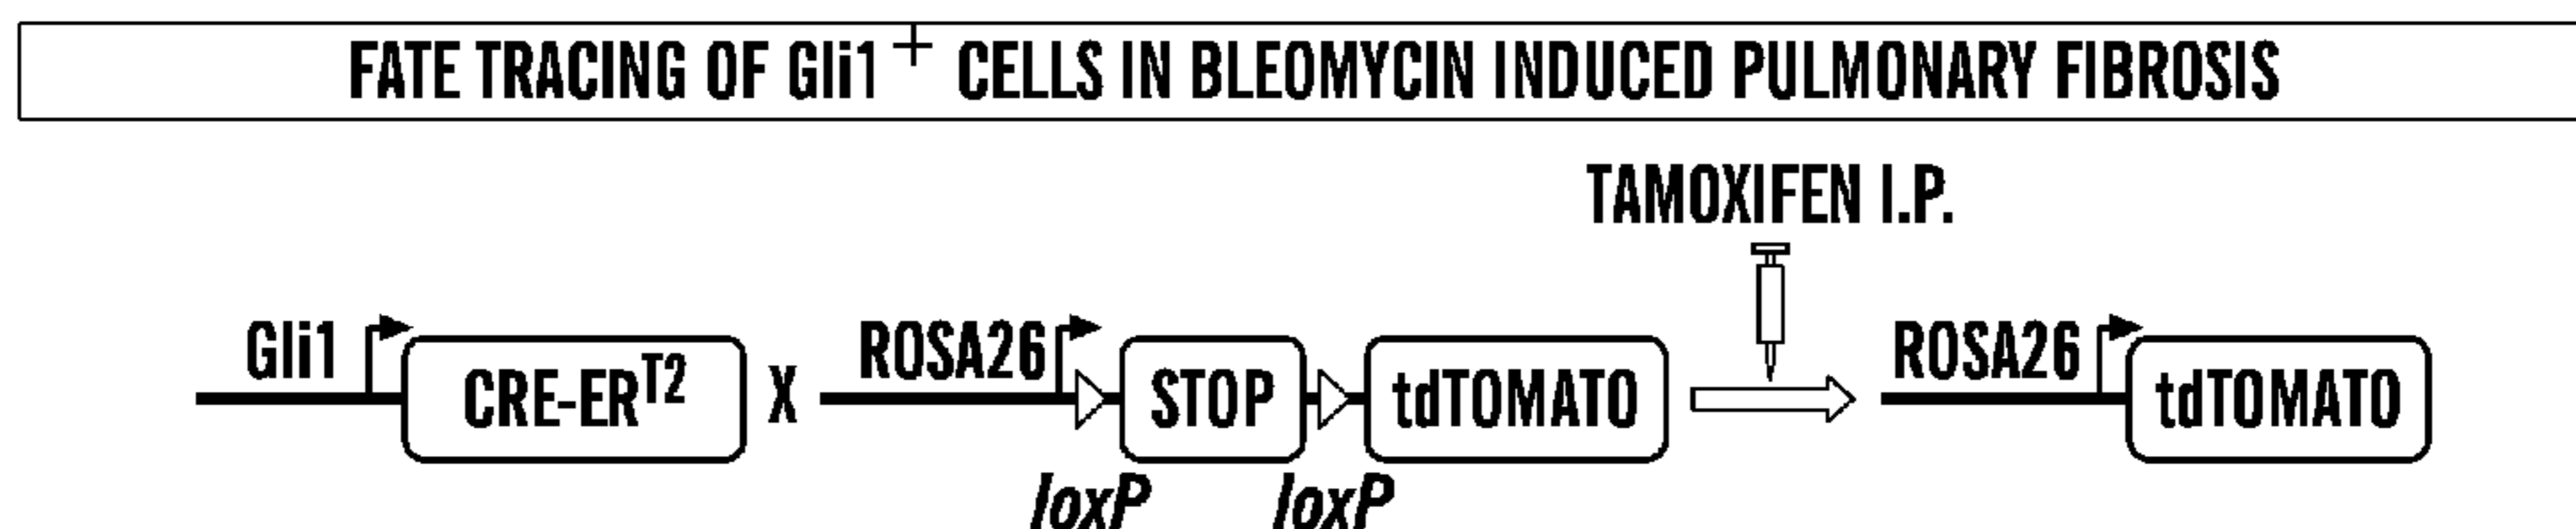 FATE TRACING OF Gli1+ CELLS IN BLEOMYCIN INDUCED PULMONARY FIBROSIS
TAMOXIFEN I.P.
Gli1 CRE-ERT2 X ROSA26 STOP tdTOMATO ROSA26 tdTOMATO
loxP loxP